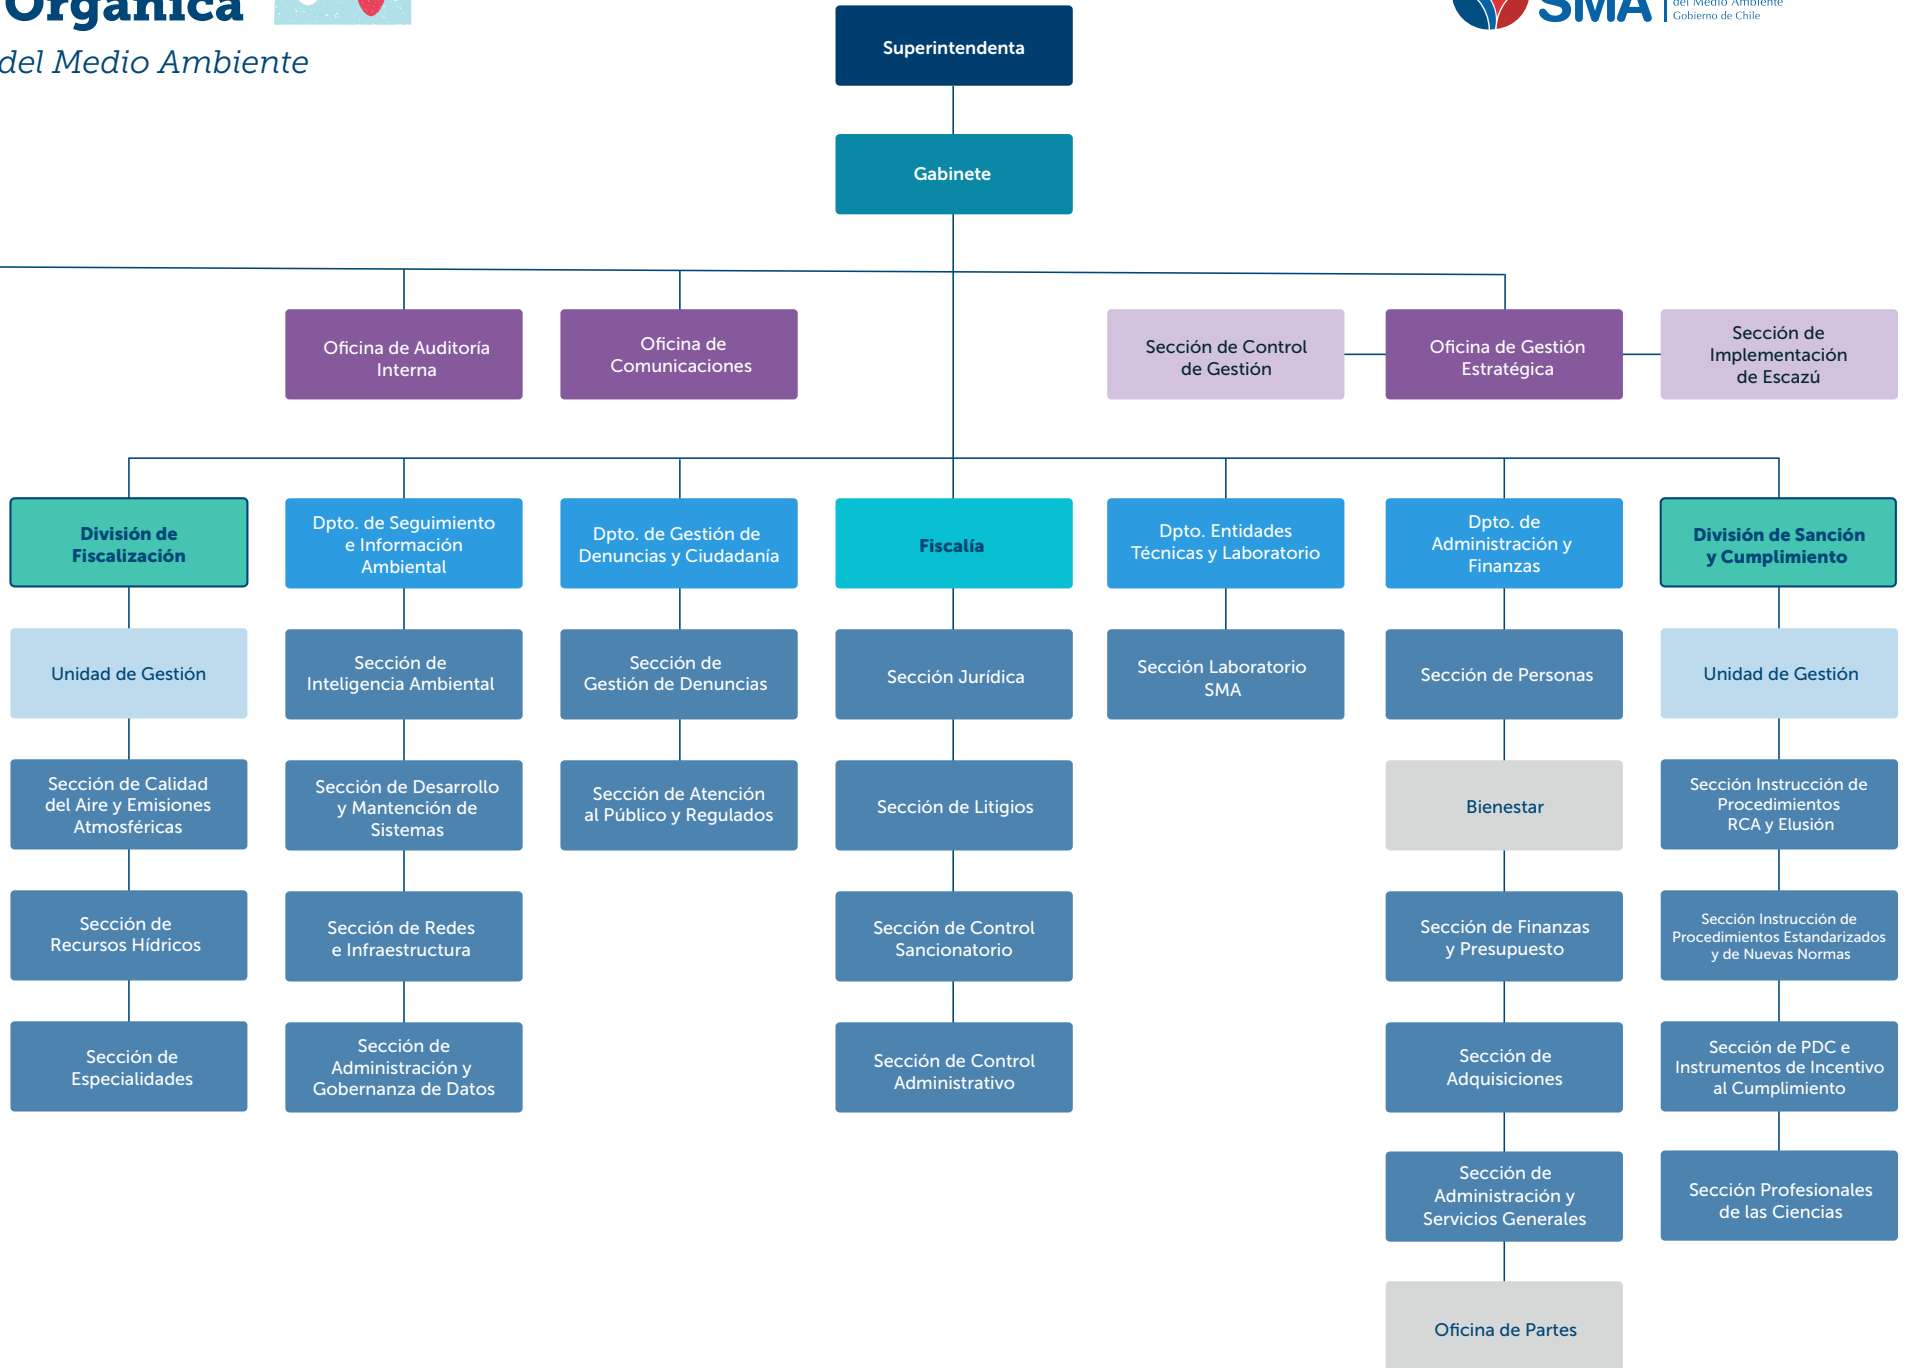 Orgánica
del Medio Ambiente
SMA
del Medio Ambiente
Gobierno de Chile
Superintendenta
Gabinete
Oficina de Auditoría
Interna
Oficina de
Comunicaciones
Sección de Control
de Gestión
Oficina de Gestión
Estratégica
Sección de
Implementación
de Escazú
División de
Fiscalización
Dpto. de Seguimiento
e Información
Ambiental
Dpto. de Gestión de
Denuncias y Ciudadanía
Fiscalía
Dpto. Entidades
Técnicas y Laboratorio
Dpto. de
Administración y
Finanzas
División de Sanción
y Cumplimiento
Unidad de Gestión
Sección de
Inteligencia Ambiental
Sección de
Gestión de Denuncias
Sección Jurídica
Sección Laboratorio
SMA
Sección de Personas
Unidad de Gestión
Sección de Calidad
del Aire y Emisiones
Atmosféricas
Sección de Desarrollo
y Mantención de
Sistemas
Sección de Atención
al Público y Regulados
Sección de Litigios
Bienestar
Sección Instrucción de
Procedimientos
RCA y Elusión
Sección de
Recursos Hídricos
Sección de Redes
e Infraestructura
Sección de Control
Sancionatorio
Sección de Finanzas
y Presupuesto
Sección Instrucción de
Procedimientos Estandarizados
y de Nuevas Normas
Sección de
Especialidades
Sección de
Administración y
Gobernanza de Datos
Sección de Control
Administrativo
Sección de
Adquisiciones
Sección de PDC e
Instrumentos de Incentivo
al Cumplimiento
Sección de
Administración y
Servicios Generales
Sección Profesionales
de las Ciencias
Oficina de Partes